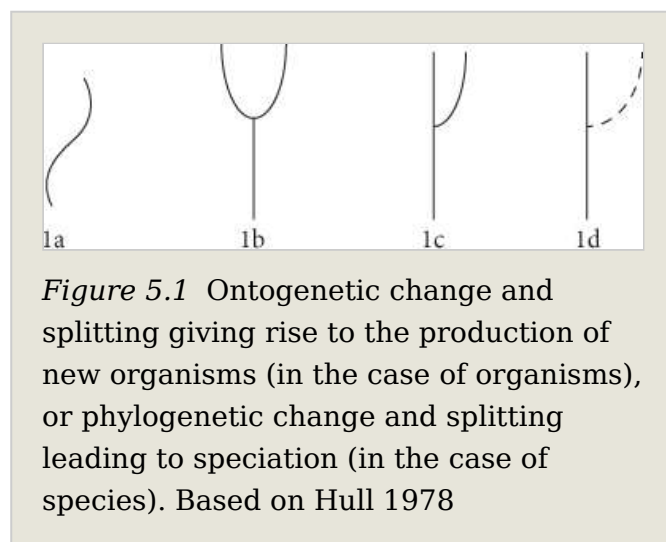 1a 1b 1c 1d
Figure 5.1 Ontogenetic change and
splitting giving rise to the production of
new organisms (in the case of organisms),
or phylogenetic change and splitting
leading to speciation (in the case of
species). Based on Hull 1978